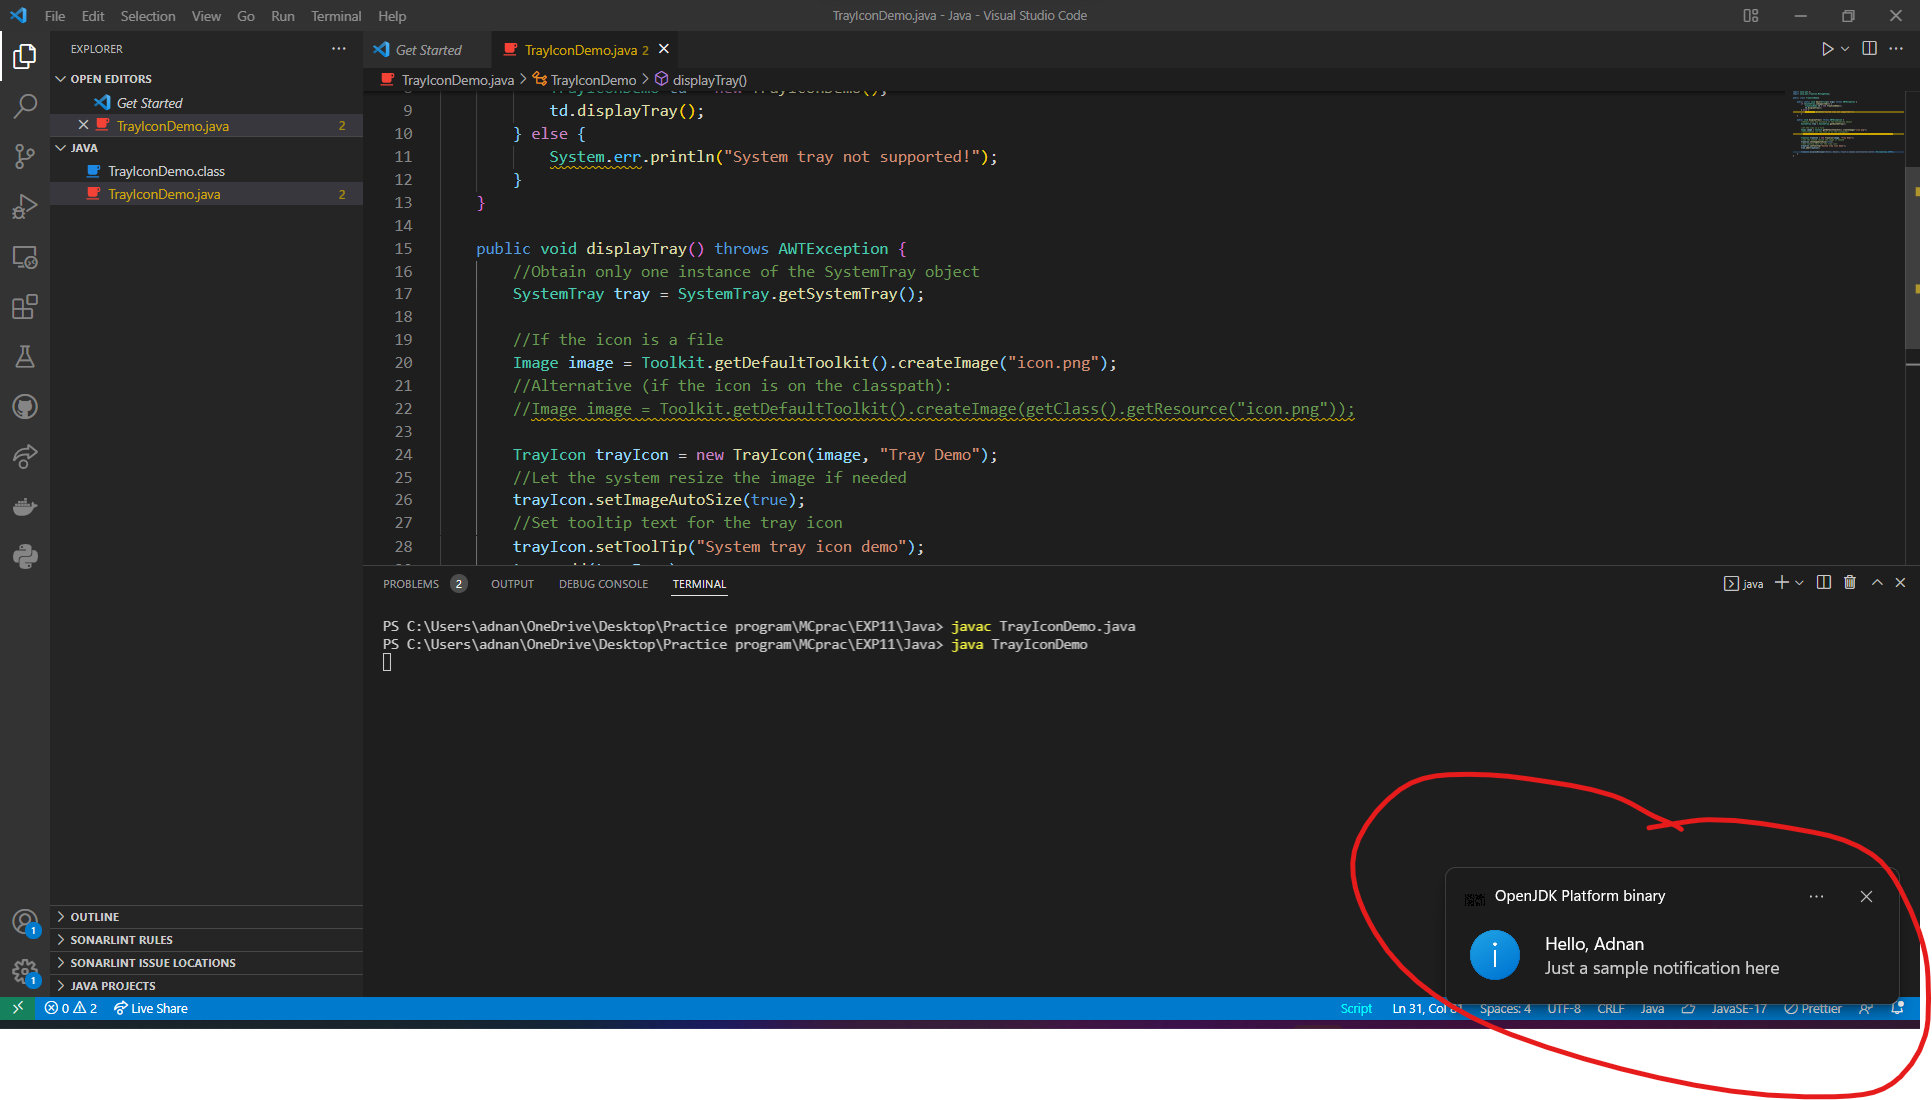 File Edit Selection View Go Run Terminal Help
TrayIconDemo.java - Java - Visual Studio Code
EXPLORER
OPEN EDITORS
Get Started
TrayIconDemo.java 2
JAVA
TrayIconDemo.class
TrayIconDemo.java 2
OUTLINE
SONARLINT RULES
SONARLINT ISSUE LOCATIONS
JAVA PROJECTS
1
1
Get Started
TrayIconDemo.java 2
TrayIconDemo.java > TrayIconDemo > displayTray()
9 td.displayTray();
10 } else {
11 System.err.println("System tray not supported!");
12 }
13 }
14
15 public void displayTray() throws AWTException {
16 //Obtain only one instance of the SystemTray object
17 SystemTray tray = SystemTray.getSystemTray();
18
19 //If the icon is a file
20 Image image = Toolkit.getDefaultToolkit().createImage("icon.png");
21 //Alternative (if the icon is on the classpath):
22 //Image image = Toolkit.getDefaultToolkit().createImage(getClass().getResource("icon.png"));
23
24 TrayIcon trayIcon = new TrayIcon(image, "Tray Demo");
25 //Let the system resize the image if needed
26 trayIcon.setImageAutoSize(true);
27 //Set tooltip text for the tray icon
28 trayIcon.setToolTip("System tray icon demo");
PROBLEMS 2 OUTPUT DEBUG CONSOLE TERMINAL
java
PS C:\Users\adnan\OneDrive\Desktop\Practice program\MCprac\EXP11\Java> javac TrayIconDemo.java
PS C:\Users\adnan\OneDrive\Desktop\Practice program\MCprac\EXP11\Java> java TrayIconDemo
OpenJDK Platform binary
Hello, Adnan
Just a sample notification here
0 2 Live Share
Script Ln 31, Col Spaces: 4 UTF-8 CRLF Java JavaSE-17 Prettier